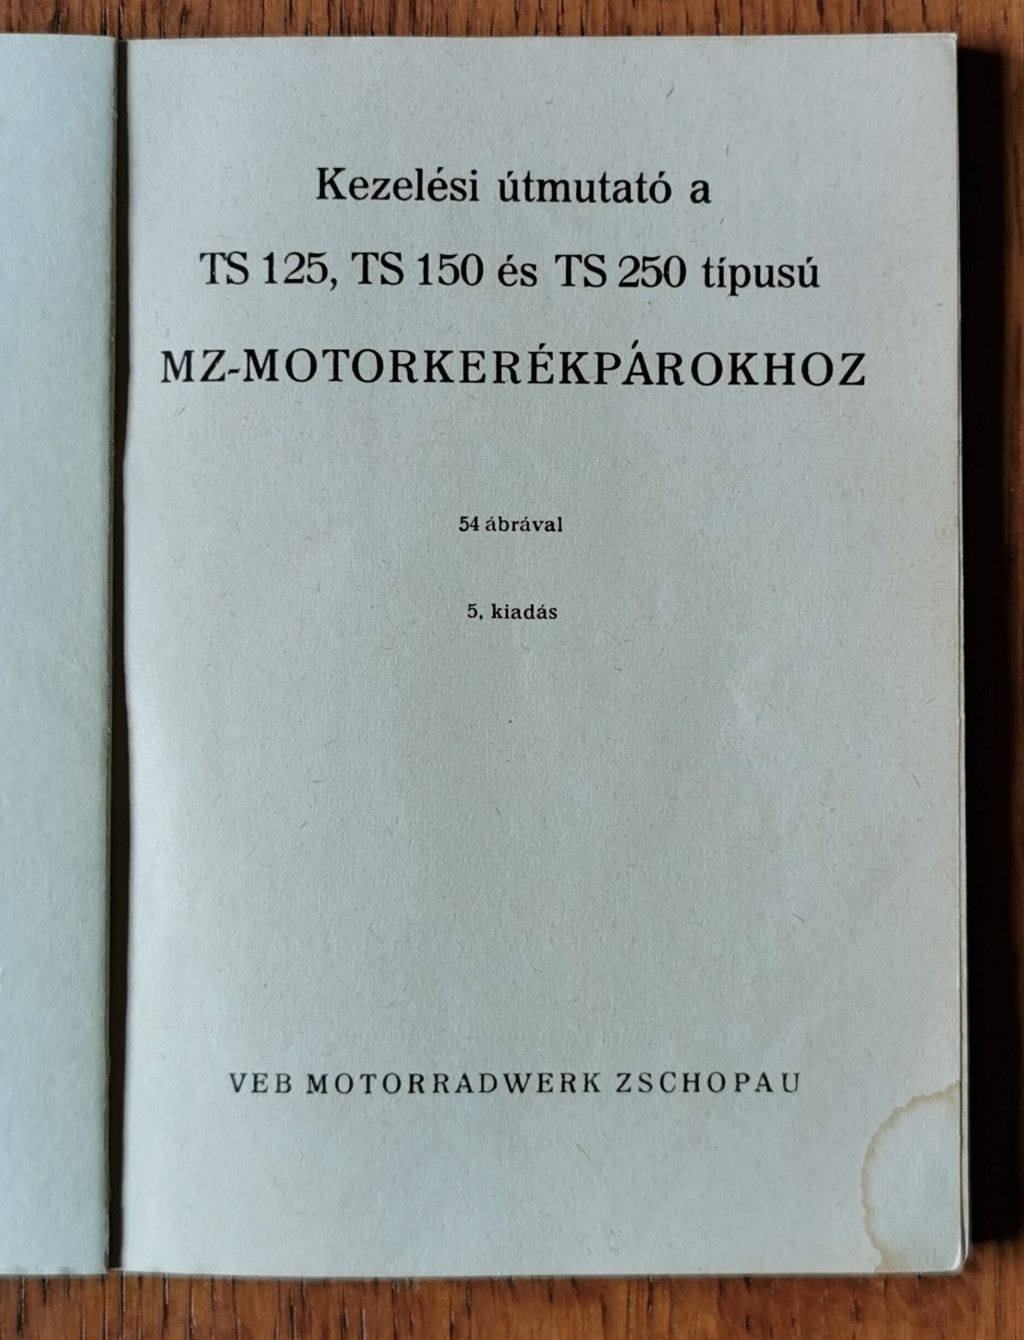 Kezelési útmutató a
TS 125, TS 150 és TS 250 típusú
MZ-MOTORKERÉKPÁROKHOZ
54 ábrával
5. kiadás
VEB MOTORRADWERK ZSCHOPAU